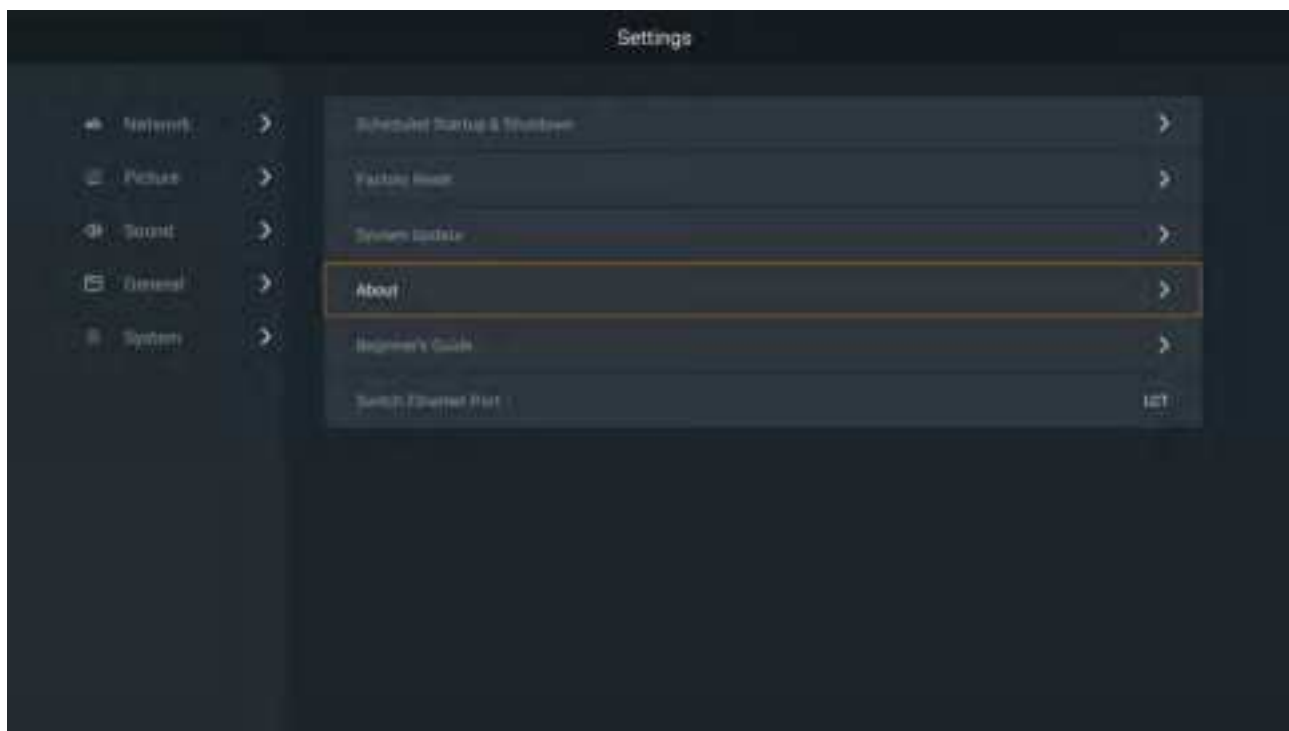 Settings
Network
Picture
Sound
General
System
Scheduled Startup & Shutdown
Factory Reset
System Update
About
Beginner's Guide
Switch Ethernet Port